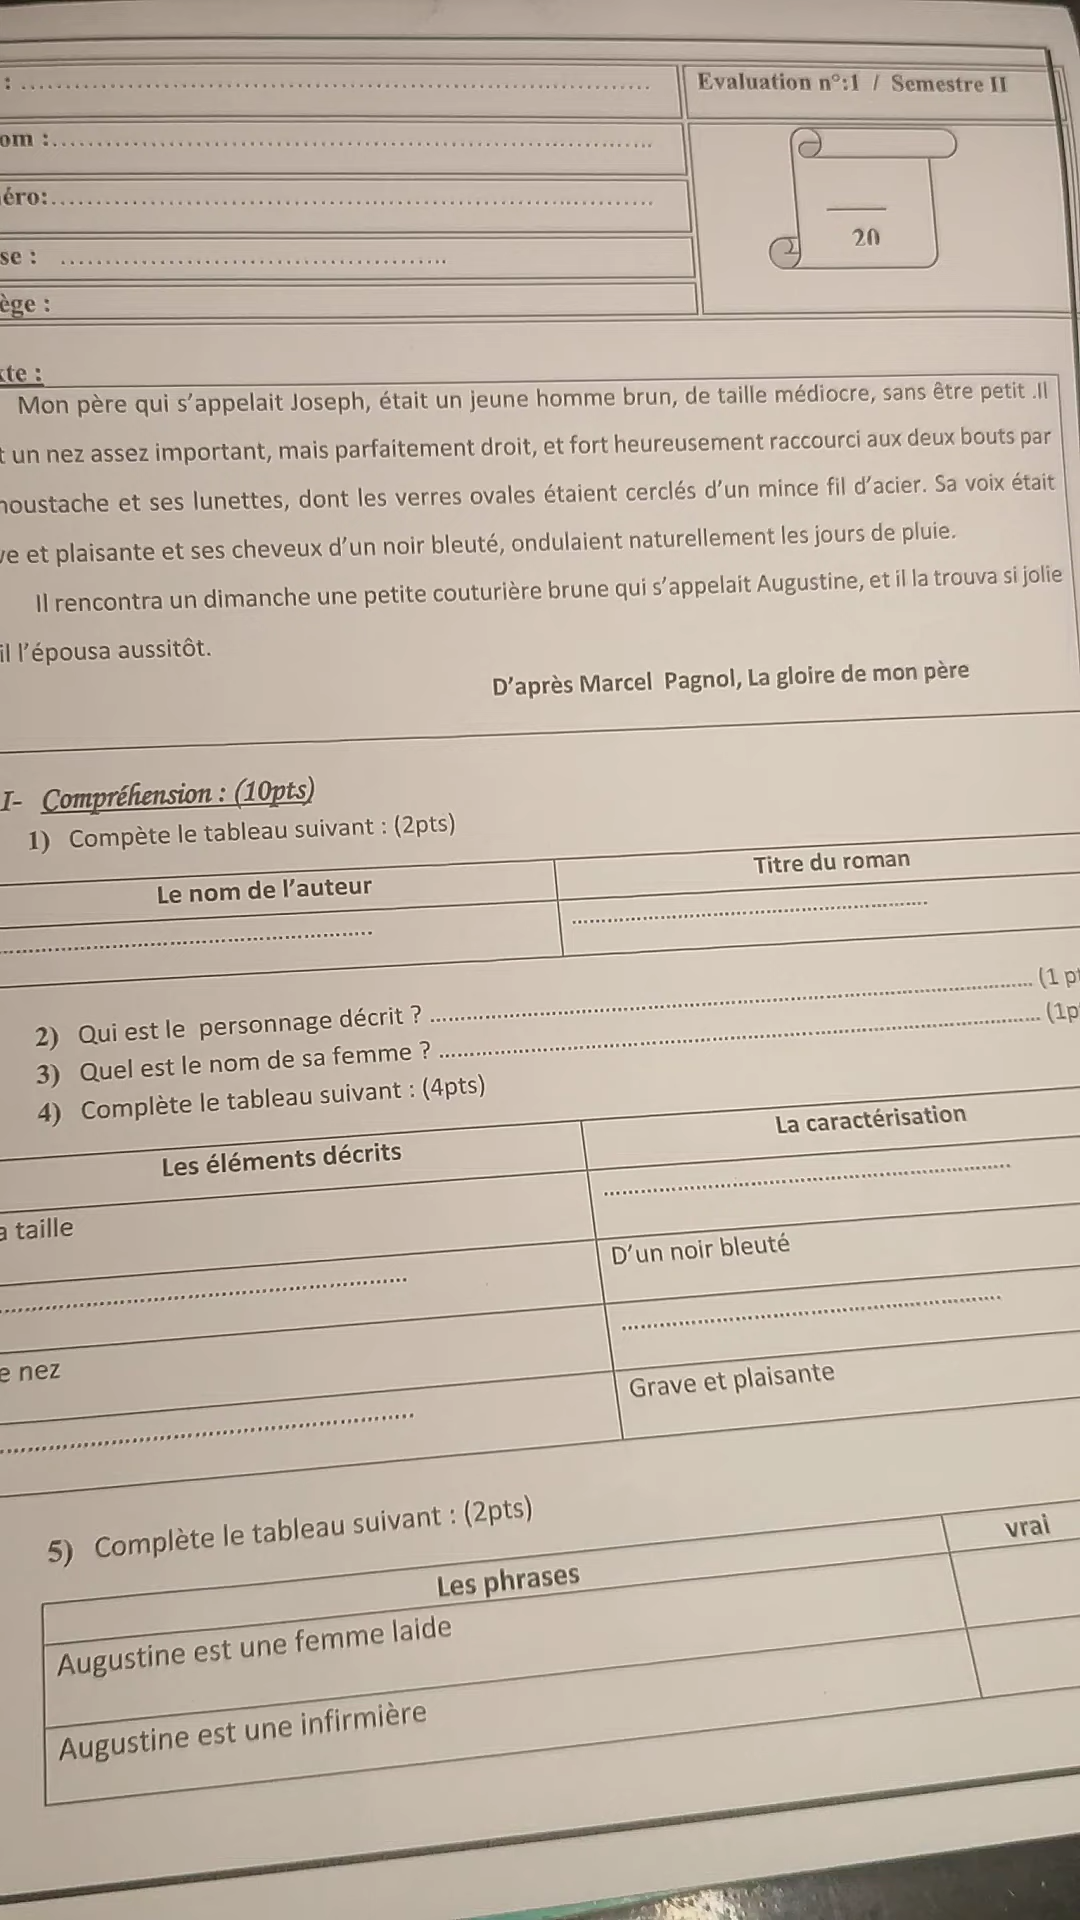 : ........................................
Evaluation n°:1 / Semestre II
om :........................................
éro:........................................
20
se : ........................................
ège :
xte :
Mon père qui s'appelait Joseph, était un jeune homme brun, de taille médiocre, sans être petit .Il
t un nez assez important, mais parfaitement droit, et fort heureusement raccourci aux deux bouts par
moustache et ses lunettes, dont les verres ovales étaient cerclés d'un mince fil d'acier. Sa voix était
ve et plaisante et ses cheveux d'un noir bleuté, ondulaient naturellement les jours de pluie.
Il rencontra un dimanche une petite couturière brune qui s'appelait Augustine, et il la trouva si jolie
il l'épousa aussitôt.
D'après Marcel Pagnol, La gloire de mon père
I- Compréhension : (10pts)
1) Compète le tableau suivant : (2pts)
Le nom de l'auteur
Titre du roman
........................................
........................................
2) Qui est le personnage décrit ? ........................................ (1 pt
3) Quel est le nom de sa femme ? ........................................ (1p
4) Complète le tableau suivant : (4pts)
Les éléments décrits
La caractérisation
a taille
........................................
........................................
D'un noir bleuté
e nez
........................................
........................................
Grave et plaisante
5) Complète le tableau suivant : (2pts)
Les phrases
vrai
Augustine est une femme laide
Augustine est une infirmière